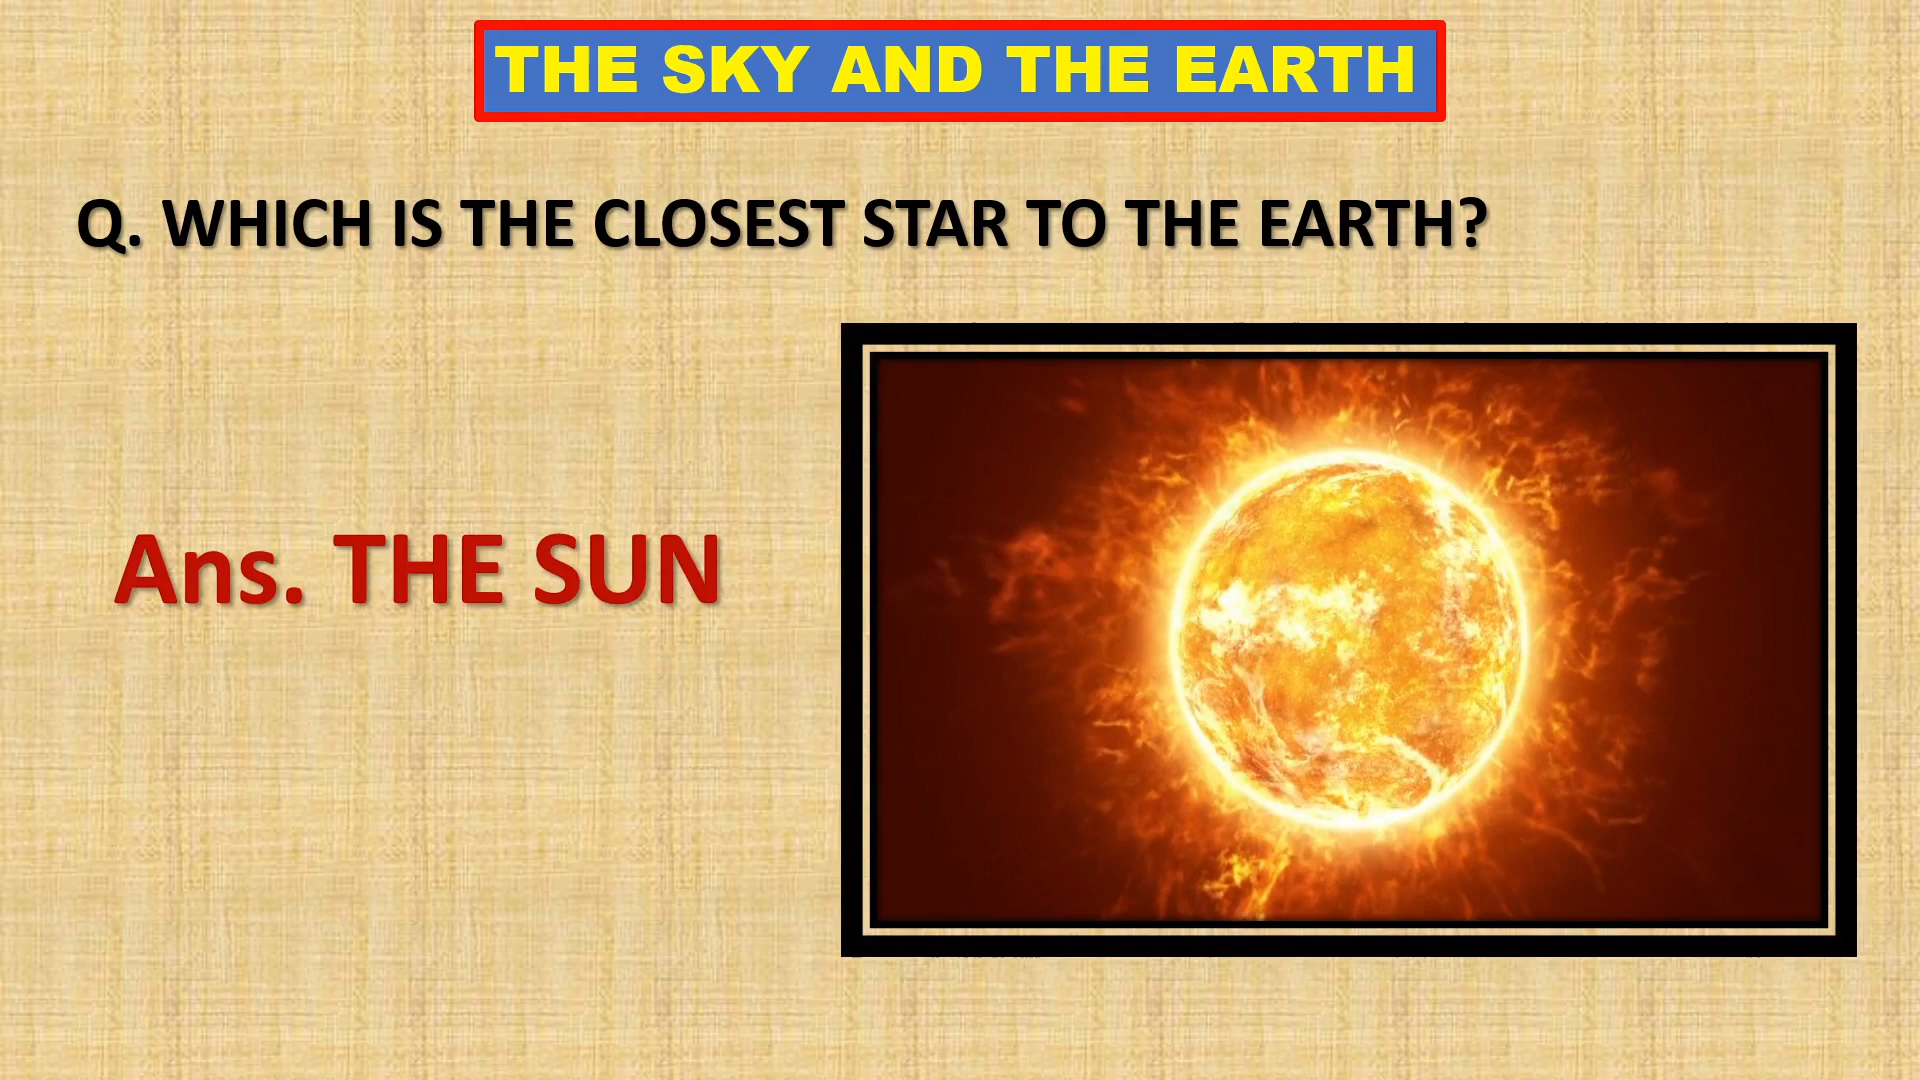 THE SKY AND THE EARTH
Q. WHICH IS THE CLOSEST STAR TO THE EARTH?
Ans. THE SUN